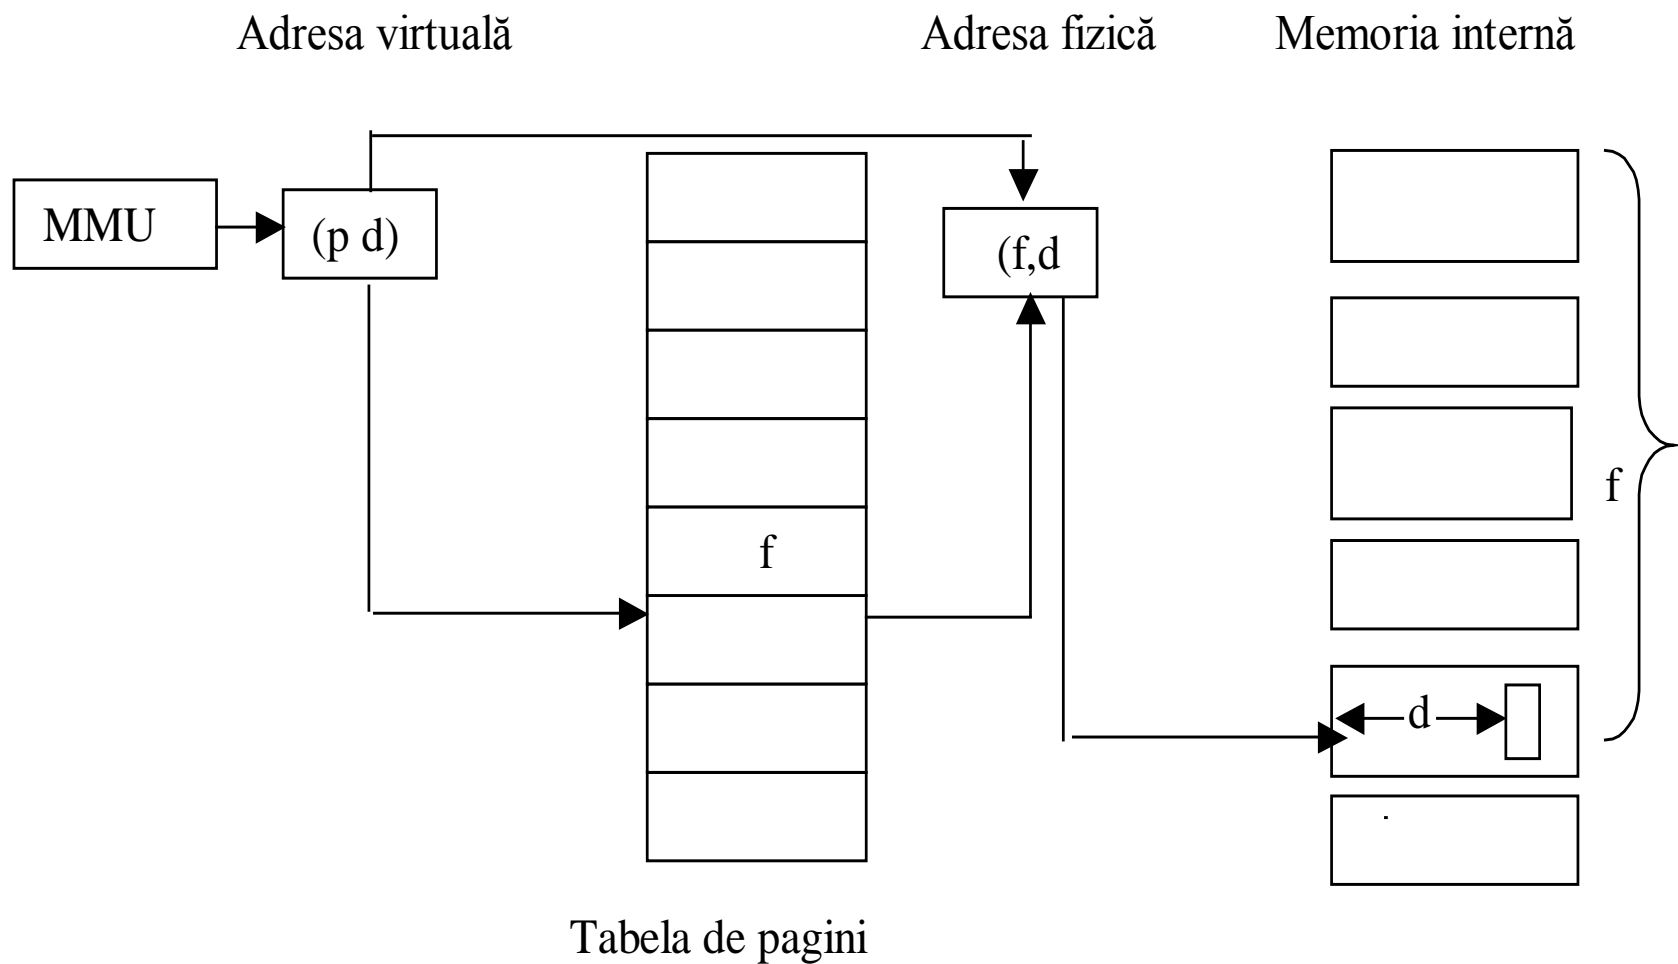 Adresa virtuală
Adresa fizică
Memoria internă
MMU
(p d)
(f,d
f
f
d
Tabela de pagini